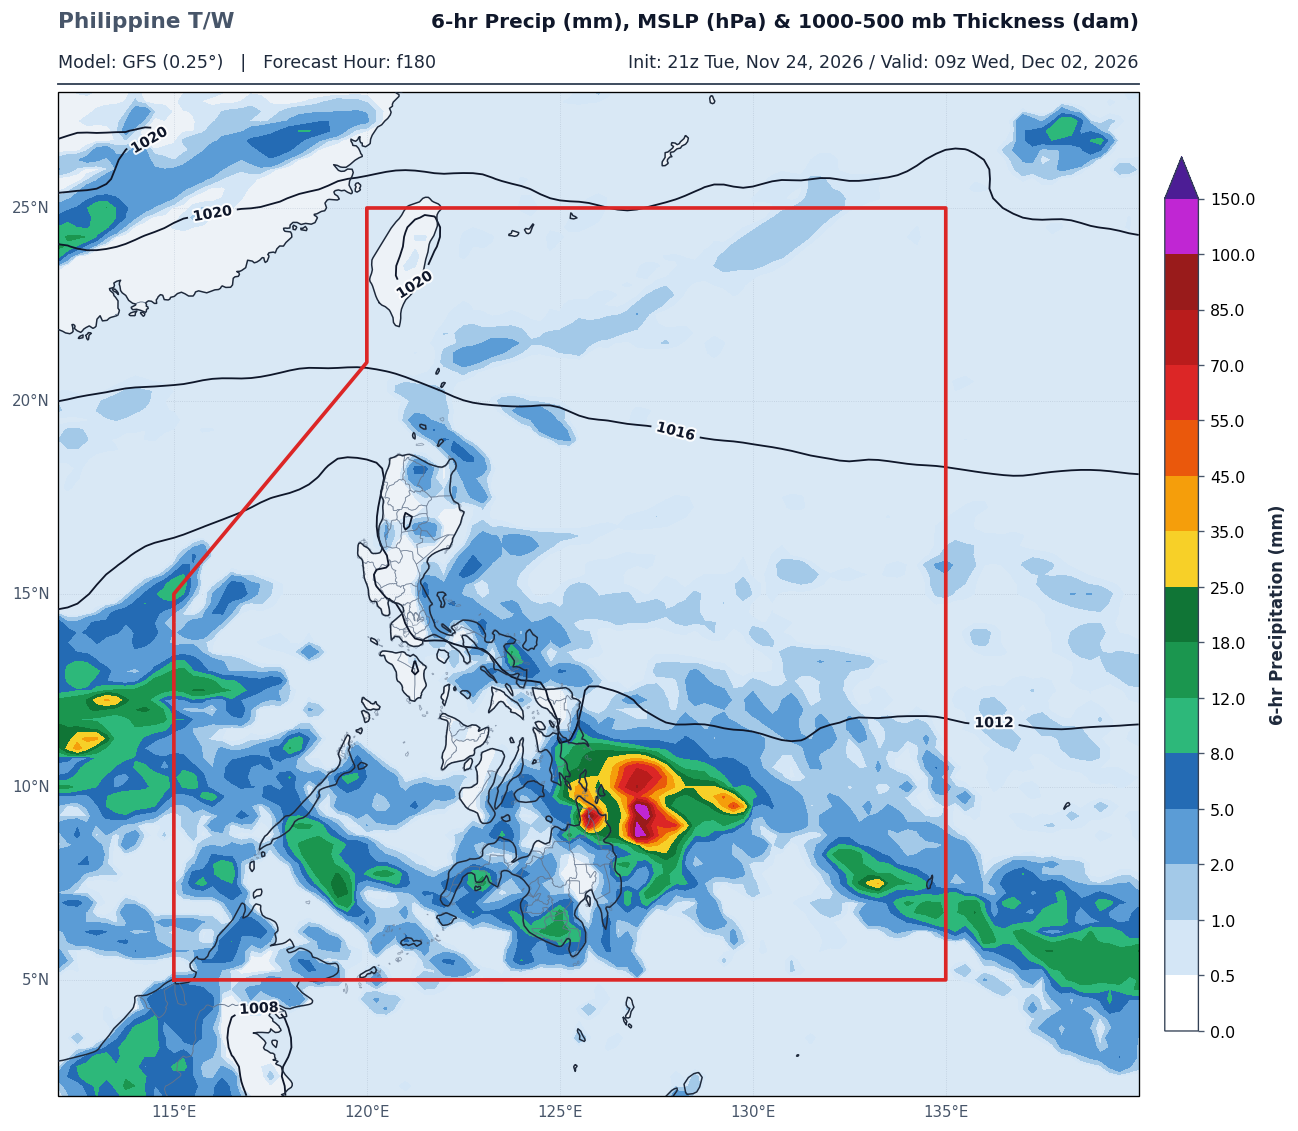 Philippine T/W
6-hr Precip (mm), MSLP (hPa) & 1000-500 mb Thickness (dam)
Model: GFS (0.25°) | Forecast Hour: f180
Init: 21z Tue, Nov 24, 2026 / Valid: 09z Wed, Dec 02, 2026
1020
1020
1020
1016
1012
1008
25°N
20°N
15°N
10°N
5°N
115°E
120°E
125°E
130°E
135°E
150.0
100.0
85.0
70.0
55.0
45.0
35.0
25.0
18.0
12.0
8.0
5.0
2.0
1.0
0.5
0.0
6-hr Precipitation (mm)